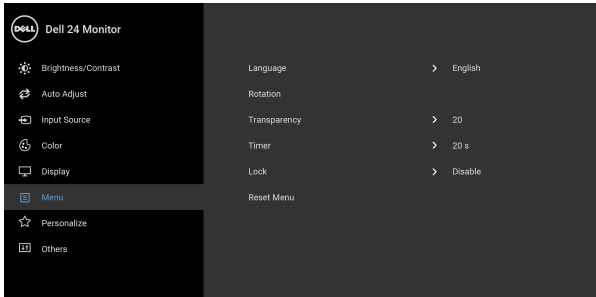 DELL Dell 24 Monitor
Brightness/Contrast
Auto Adjust
Input Source
Color
Display
Menu
Personalize
Others
Language > English
Rotation
Transparency > 20
Timer > 20 s
Lock > Disable
Reset Menu